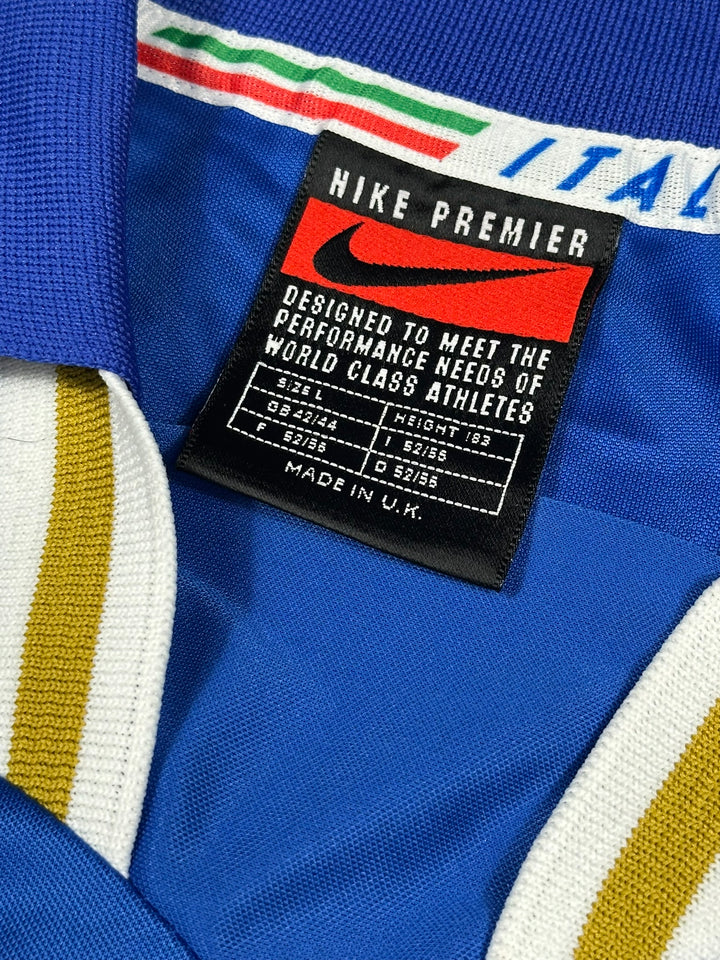 ITAL
NIKE PREMIER
DESIGNED TO MEET THE
PERFORMANCE NEEDS OF
WORLD CLASS ATHLETES
SIZE L HEIGHT 183
GB 42/44 I 52/56
F 52/56 D 52/56
MADE IN U.K.